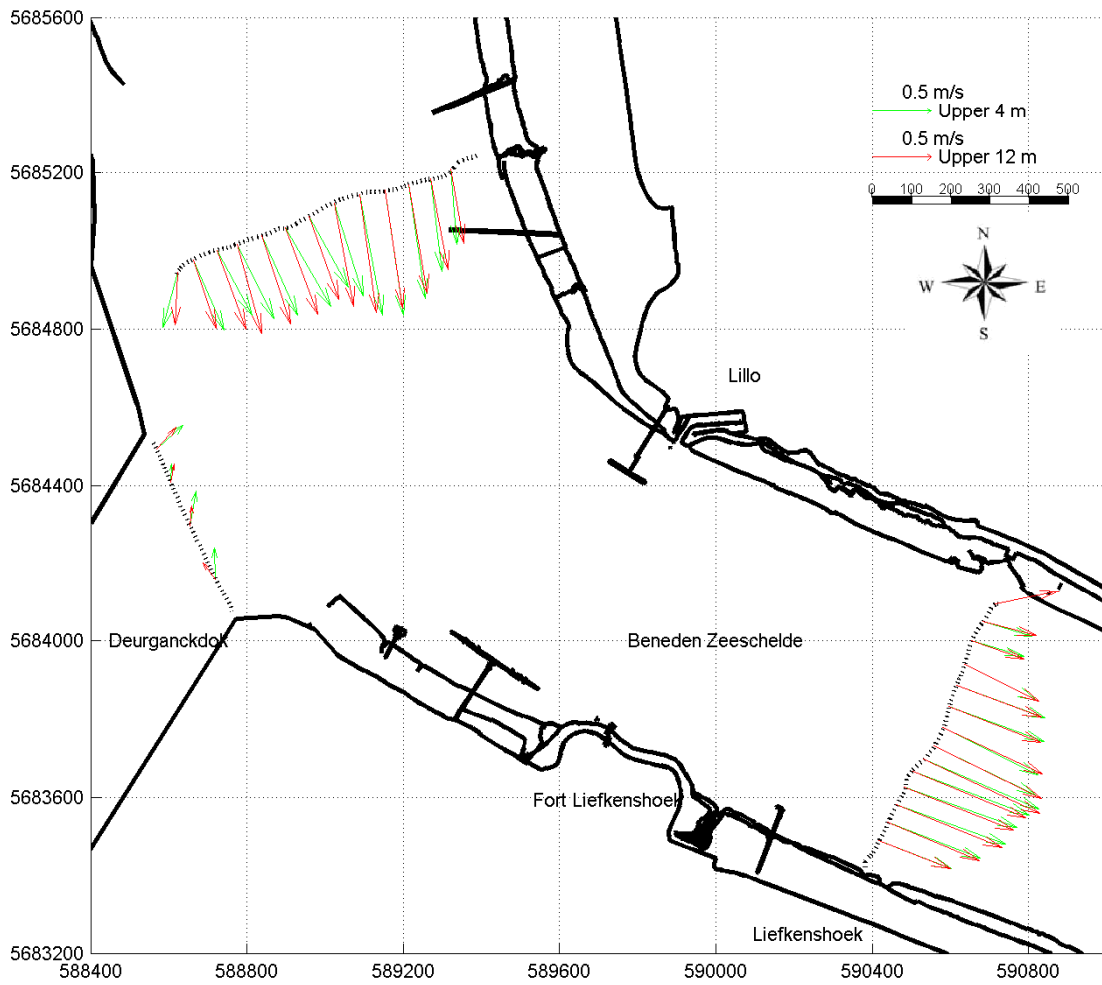 5685600
5685200
5684800
5684400
5684000
5683600
5683200
588400
588800
589200
589600
590000
590400
590800
0.5 m/s
Upper 4 m
0.5 m/s
Upper 12 m
0 100 200 300 400 500
N
W E
S
Lillo
Deurganckdok
Beneden Zeeschelde
Fort Liefkenshoek
Liefkenshoek